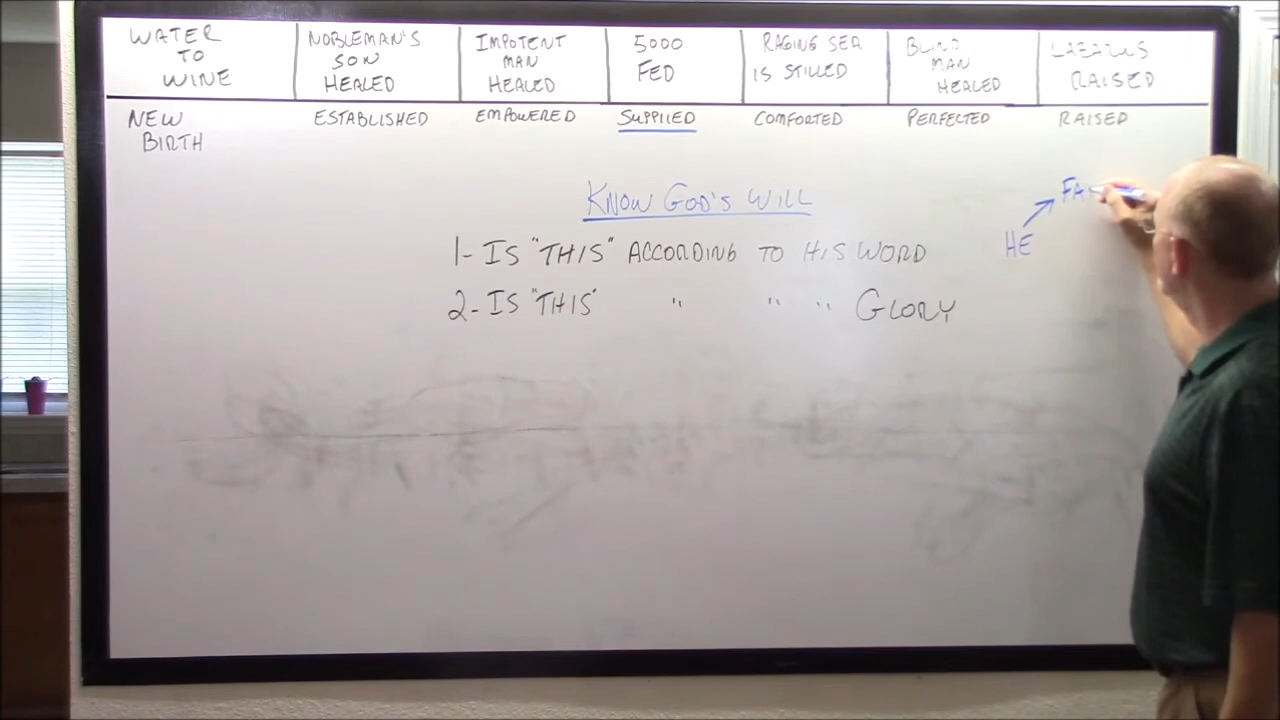 WATER
TO
WINE
NOBLEMAN'S
SON
HEALED
IMPOTENT
MAN
HEALED
5000
FED
RAGING SEA
IS STILLED
BLIND
MAN
HEALED
LAZARUS
RAISED
NEW
BIRTH
ESTABLISHED
EMPOWERED
SUPPLIED
COMFORTED
PERFECTED
RAISED
KNOW GOD'S WILL
1-IS "THIS" ACCORDING TO HIS WORD
2-IS "THIS" " " " GLORY
FA
HE